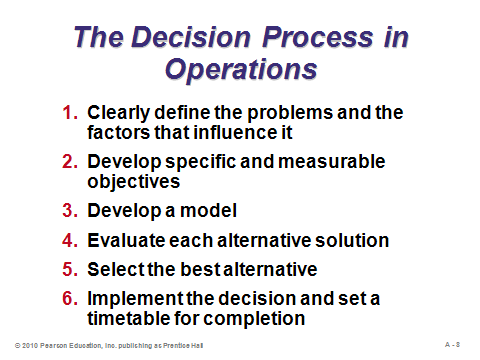 The Decision Process in
Operations
1. Clearly define the problems and the
factors that influence it
2. Develop specific and measurable
objectives
3. Develop a model
4. Evaluate each alternative solution
5. Select the best alternative
6. Implement the decision and set a
timetable for completion
© 2010 Pearson Education, Inc. publishing as Prentice Hall
A - 8